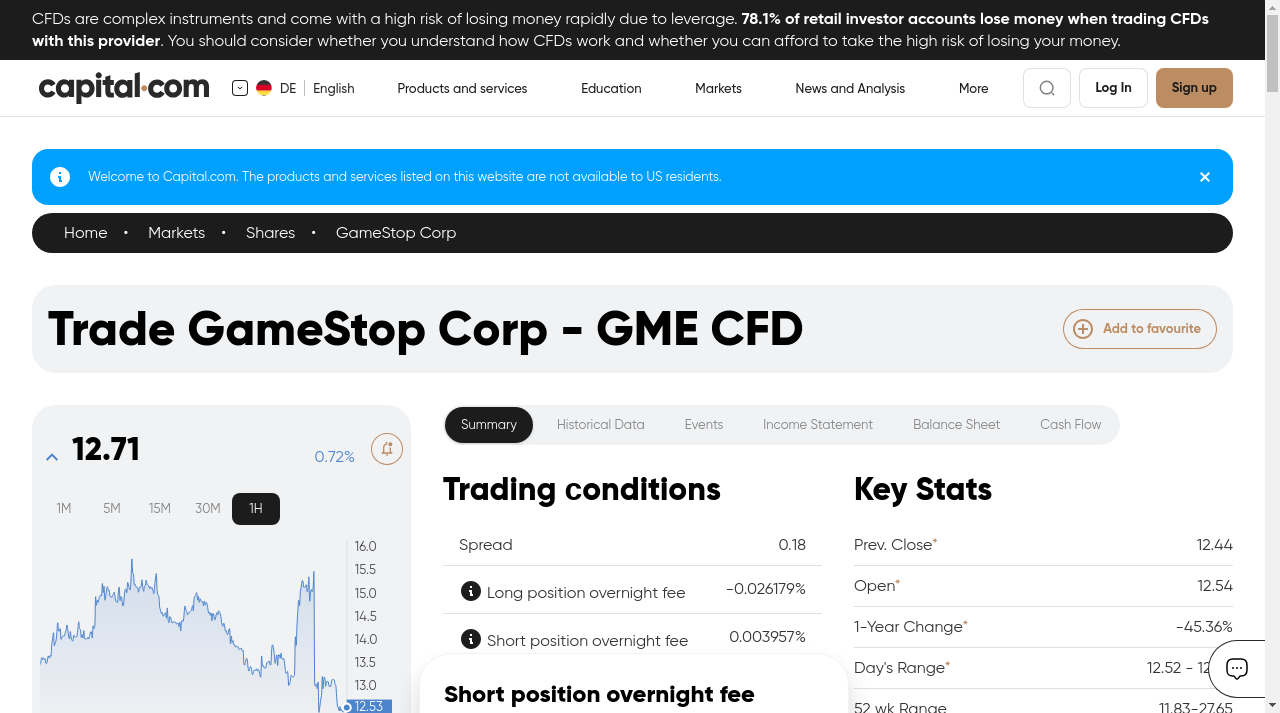 CFDs are complex instruments and come with a high risk of losing money rapidly due to leverage. 78.1% of retail investor accounts lose money when trading CFDs
with this provider. You should consider whether you understand how CFDs work and whether you can afford to take the high risk of losing your money.
capital.com DE English Products and services Education Markets News and Analysis More Log In Sign up
Welcome to Capital.com. The products and services listed on this website are not available to US residents.
Home • Markets • Shares • GameStop Corp
Trade GameStop Corp - GME CFD
Add to favourite
12.71
0.72%
1M 5M 15M 30M 1H
16.0
15.5
15.0
14.5
14.0
13.5
13.0
12.53
Summary Historical Data Events Income Statement Balance Sheet Cash Flow
Trading conditions
Spread 0.18
Long position overnight fee -0.026179%
Short position overnight fee 0.003957%
Short position overnight fee
Key Stats
Prev. Close* 12.44
Open* 12.54
1-Year Change* -45.36%
Day's Range* 12.52 - 12
52 wk Range 11.83-27.65